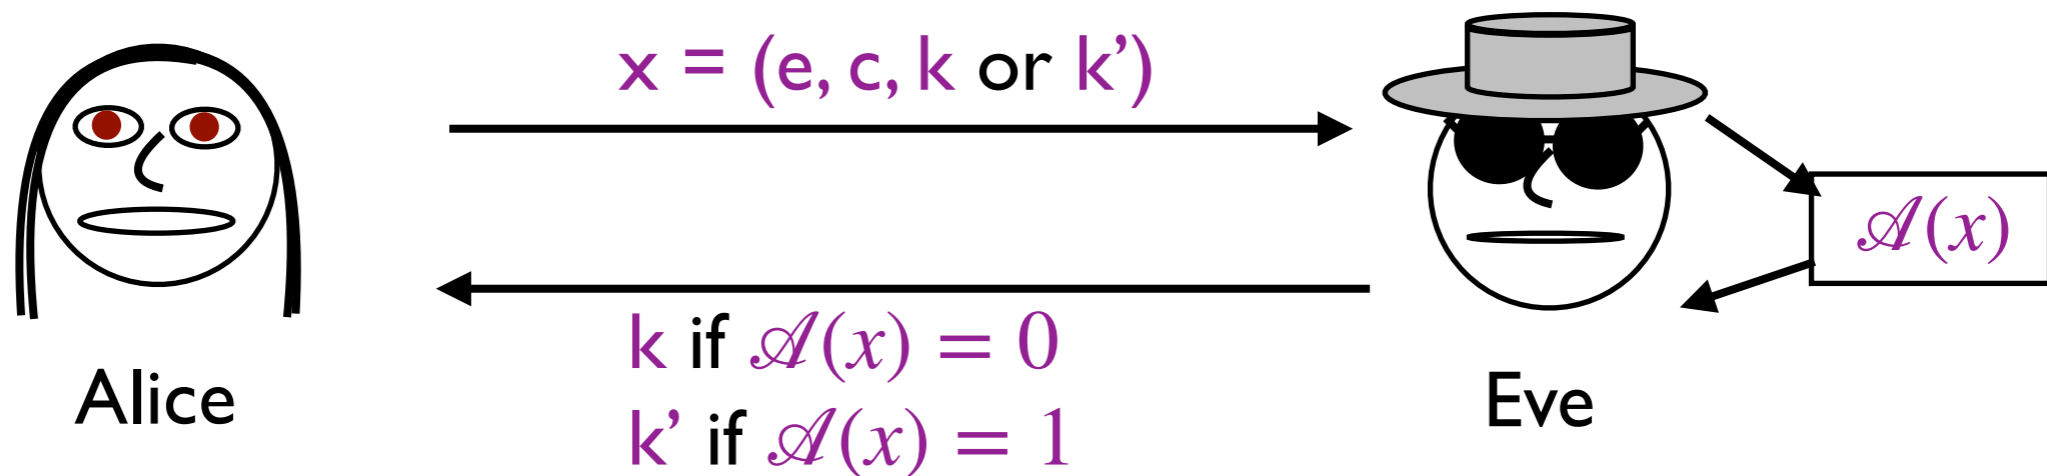 x = (e, c, k or k’)
𝒜(x)
k if 𝒜(x) = 0
k’ if 𝒜(x) = 1
Alice
Eve